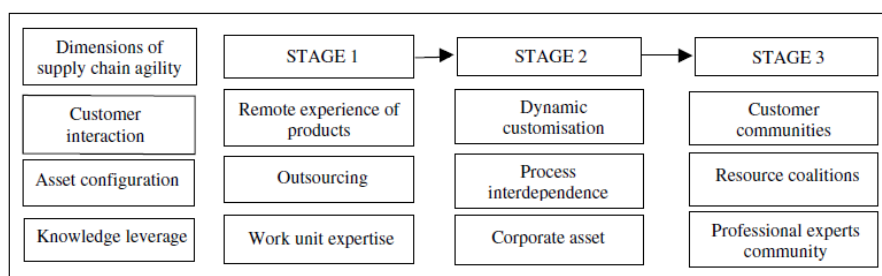 Dimensions of
supply chain agility
STAGE 1
STAGE 2
STAGE 3
Customer
interaction
Remote experience of
products
Dynamic
customisation
Customer
communities
Asset configuration
Outsourcing
Process
interdependence
Resource coalitions
Knowledge leverage
Work unit expertise
Corporate asset
Professional experts
community